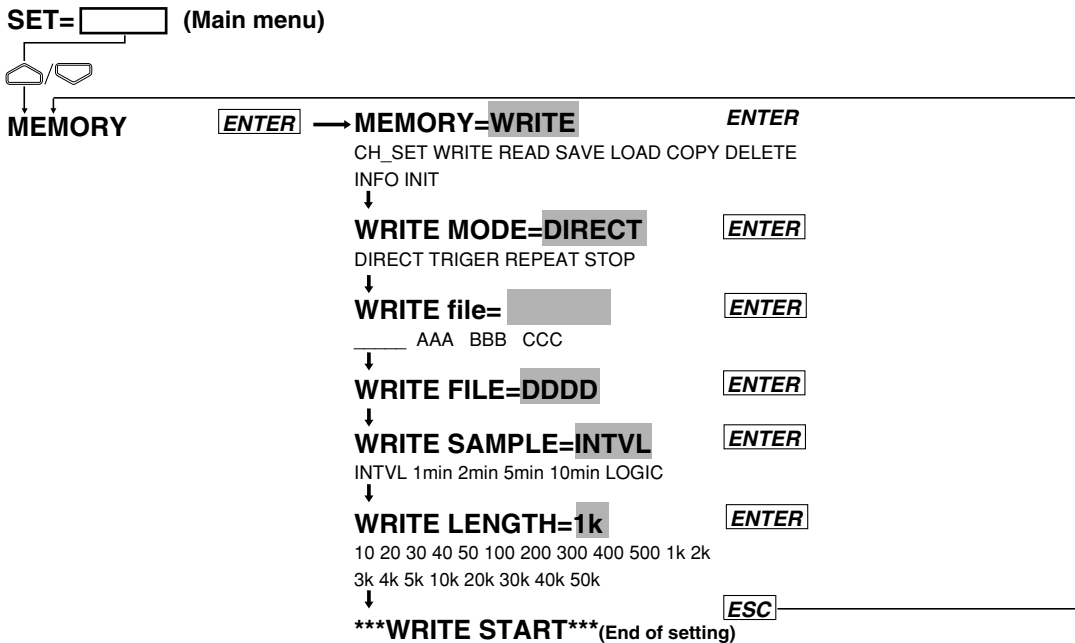 SET= (Main menu)
/
MEMORY ENTER MEMORY=WRITE ENTER
CH_SET WRITE READ SAVE LOAD COPY DELETE
INFO INIT
WRITE MODE=DIRECT ENTER
DIRECT TRIGER REPEAT STOP
WRITE file= ENTER
_____ AAA BBB CCC
WRITE FILE=DDDD ENTER
WRITE SAMPLE=INTVL ENTER
INTVL 1min 2min 5min 10min LOGIC
WRITE LENGTH=1k ENTER
10 20 30 40 50 100 200 300 400 500 1k 2k
3k 4k 5k 10k 20k 30k 40k 50k
ESC
***WRITE START***(End of setting)